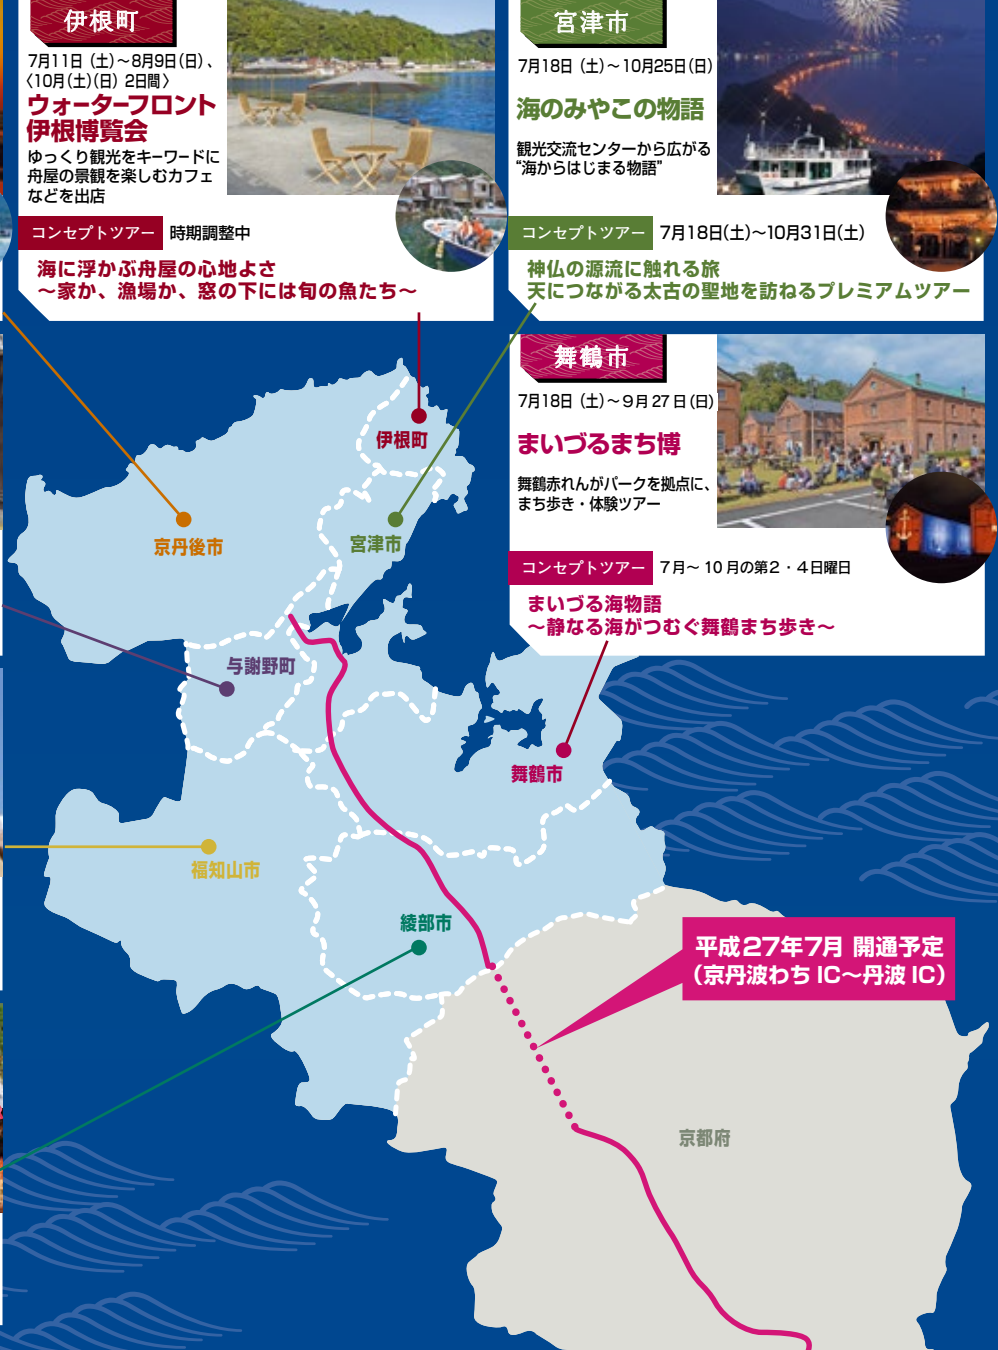 伊根町
7月11日（土）～8月9日（日）、
〈10月（土）（日） 2日間〉
ウォーターフロント
伊根博覧会
ゆっくり観光をキーワードに
舟屋の景観を楽しむカフェ
などを出店
コンセプトツアー 時期調整中
海に浮かぶ舟屋の心地よさ
～家か、漁場か、窓の下には旬の魚たち～
宮津市
7月18日（土）～10月25日（日）
海のみやこの物語
観光交流センターから広がる
“海からはじまる物語”
コンセプトツアー 7月18日（土）～10月31日（土）
神仏の源流に触れる旅
天につながる太古の聖地を訪ねるプレミアムツアー
舞鶴市
7月18日（土）～9月27日（日）
まいづるまち博
舞鶴赤れんがパークを拠点に、
まち歩き・体験ツアー
コンセプトツアー 7月～10月の第2・4日曜日
まいづる海物語
～静なる海がつむぐ舞鶴まち歩き～
伊根町
京丹後市
宮津市
与謝野町
舞鶴市
福知山市
綾部市
平成27年7月 開通予定
（京丹波わちIC～丹波IC）
京都府